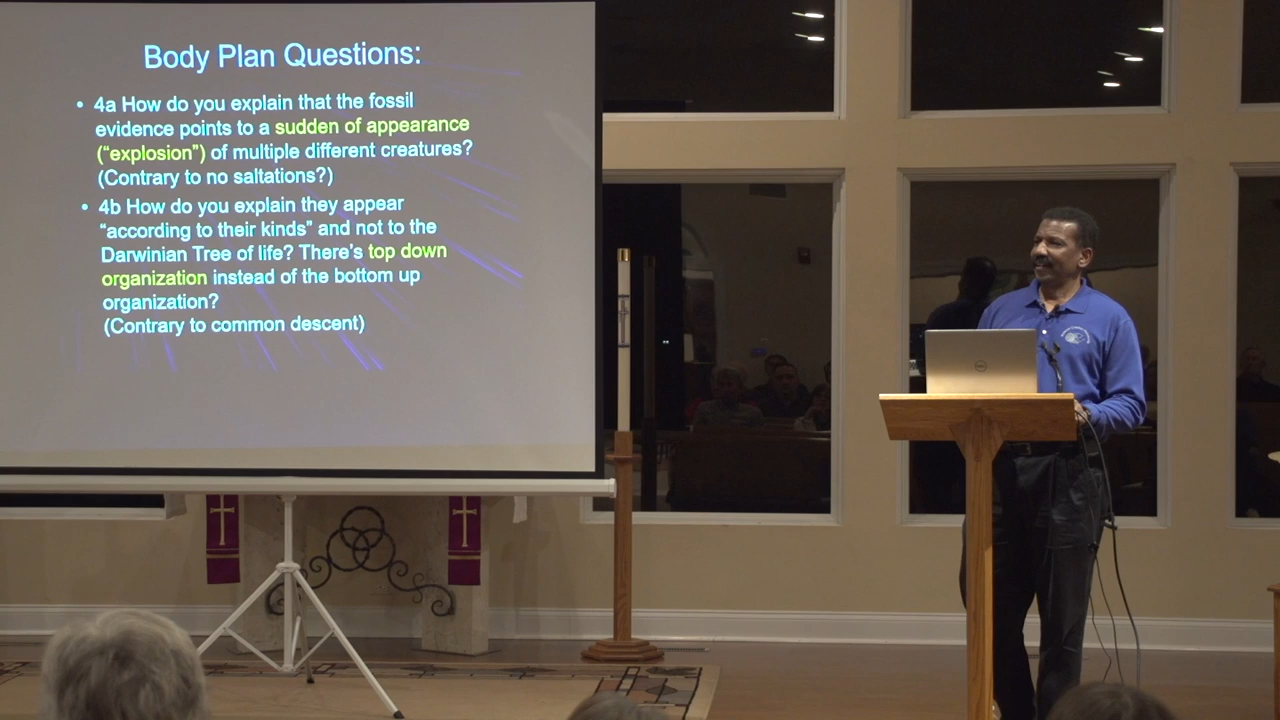 Body Plan Questions:
• 4a How do you explain that the fossil
evidence points to a sudden of appearance
("explosion") of multiple different creatures?
(Contrary to no saltations?)
• 4b How do you explain they appear
"according to their kinds" and not to the
Darwinian Tree of life? There's top down
organization instead of the bottom up
organization?
(Contrary to common descent)
DELL